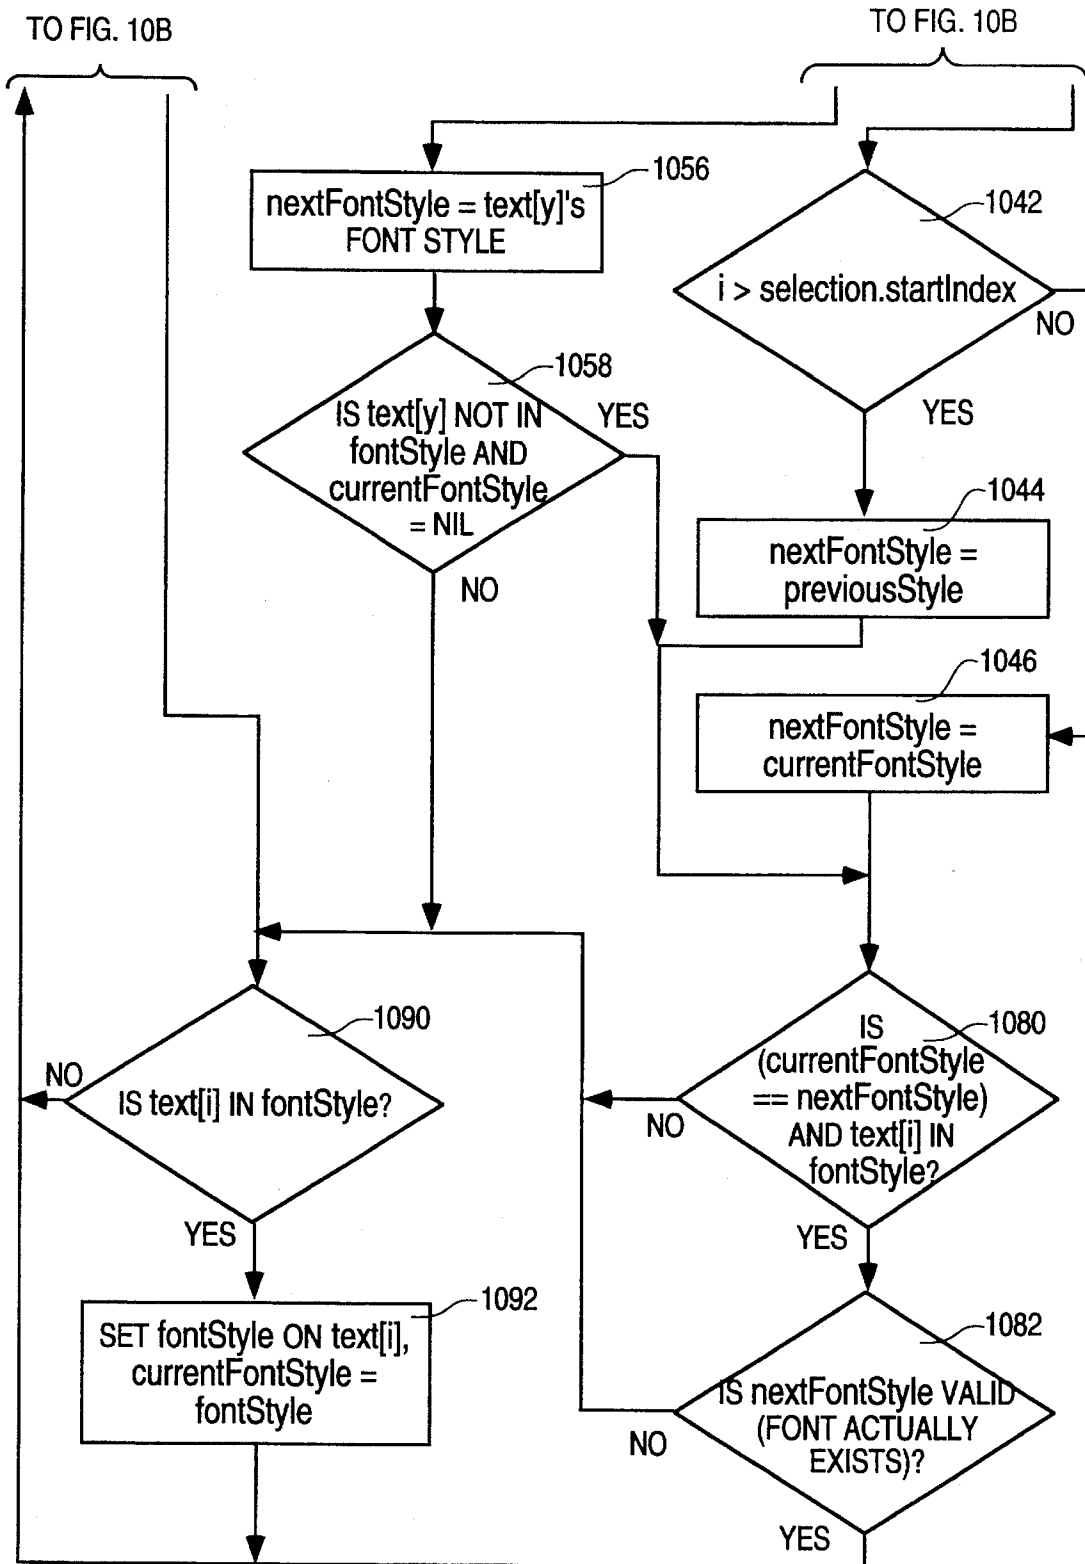 TO FIG. 10B
TO FIG. 10B
1056
nextFontStyle = text[y]'s
FONT STYLE
1042
i > selection.startIndex
NO
YES
1058
IS text[y] NOT IN
fontStyle AND
currentFontStyle
= NIL
YES
NO
1044
nextFontStyle =
previousStyle
1046
nextFontStyle =
currentFontStyle
1090
IS text[i] IN fontStyle?
NO
YES
1080
IS
(currentFontStyle
== nextFontStyle)
AND text[i] IN
fontStyle?
NO
YES
1092
SET fontStyle ON text[i],
currentFontStyle =
fontStyle
1082
IS nextFontStyle VALID
(FONT ACTUALLY
EXISTS)?
NO
YES